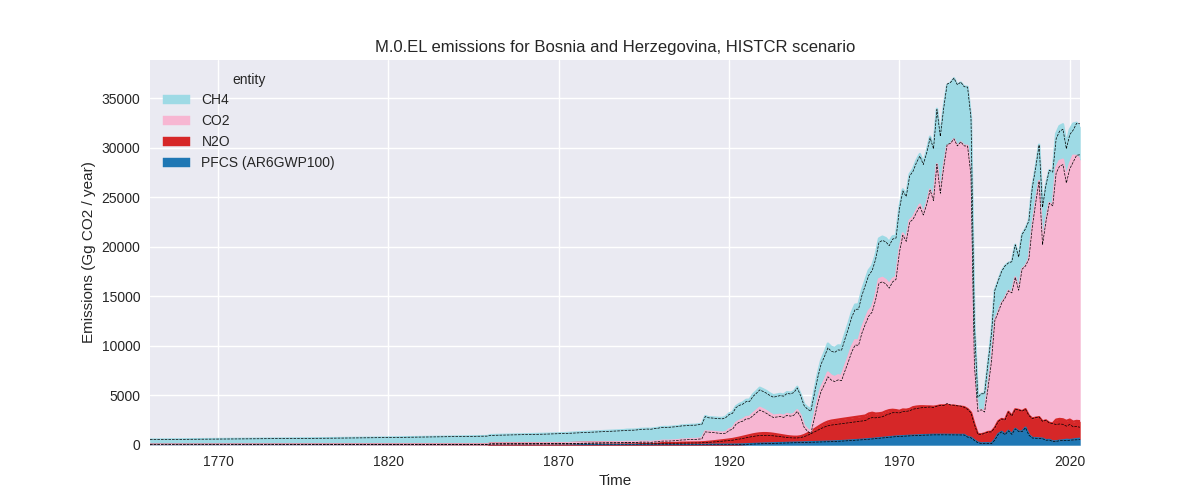 M.0.EL emissions for Bosnia and Herzegovina, HISTCR scenario
entity
CH4
CO2
N2O
PFCS (AR6GWP100)
Emissions (Gg CO2 / year)
35000
30000
25000
20000
15000
10000
5000
0
1770
1820
1870
1920
1970
2020
Time